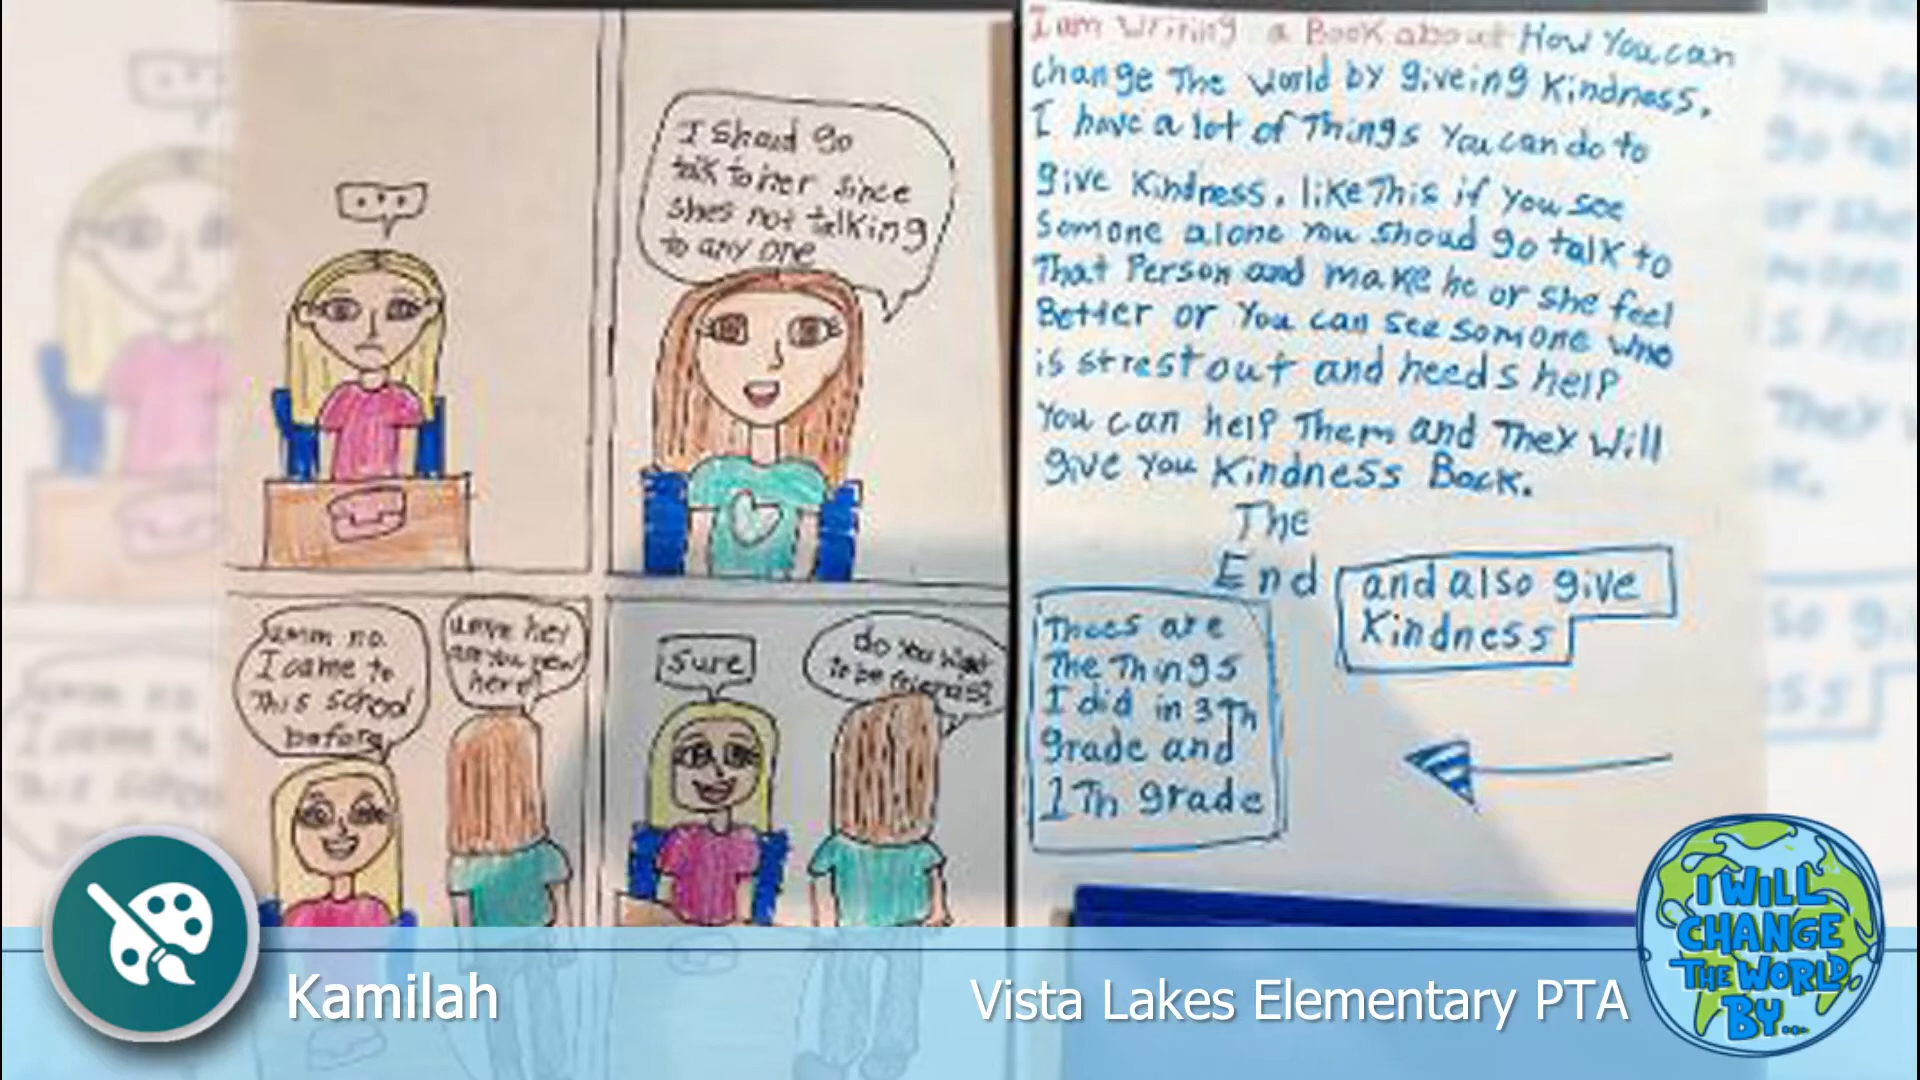 ...
I Shoud go
talk to her since
shes not talking
to any one
umm no.
I came to
This school
before
umm hey
are you new
here?
sure
do you want
to be friends?
I am Writing a Book about How You can
change The world by giveing Kindness.
I have a lot of Things You can do to
give Kindness. like This if you see
Somone alone You shoud go talk to
That Person and make he or she feel
Better or You can see somone who
is strest out and needs help
You can help Them and They Will
give You Kindness Back.
The
End
and also give
Kindness
Thees are
The Things
I did in 3Th
grade and
1Th grade
Kamilah
Vista Lakes Elementary PTA
I WILL
CHANGE
THE WORLD
BY...